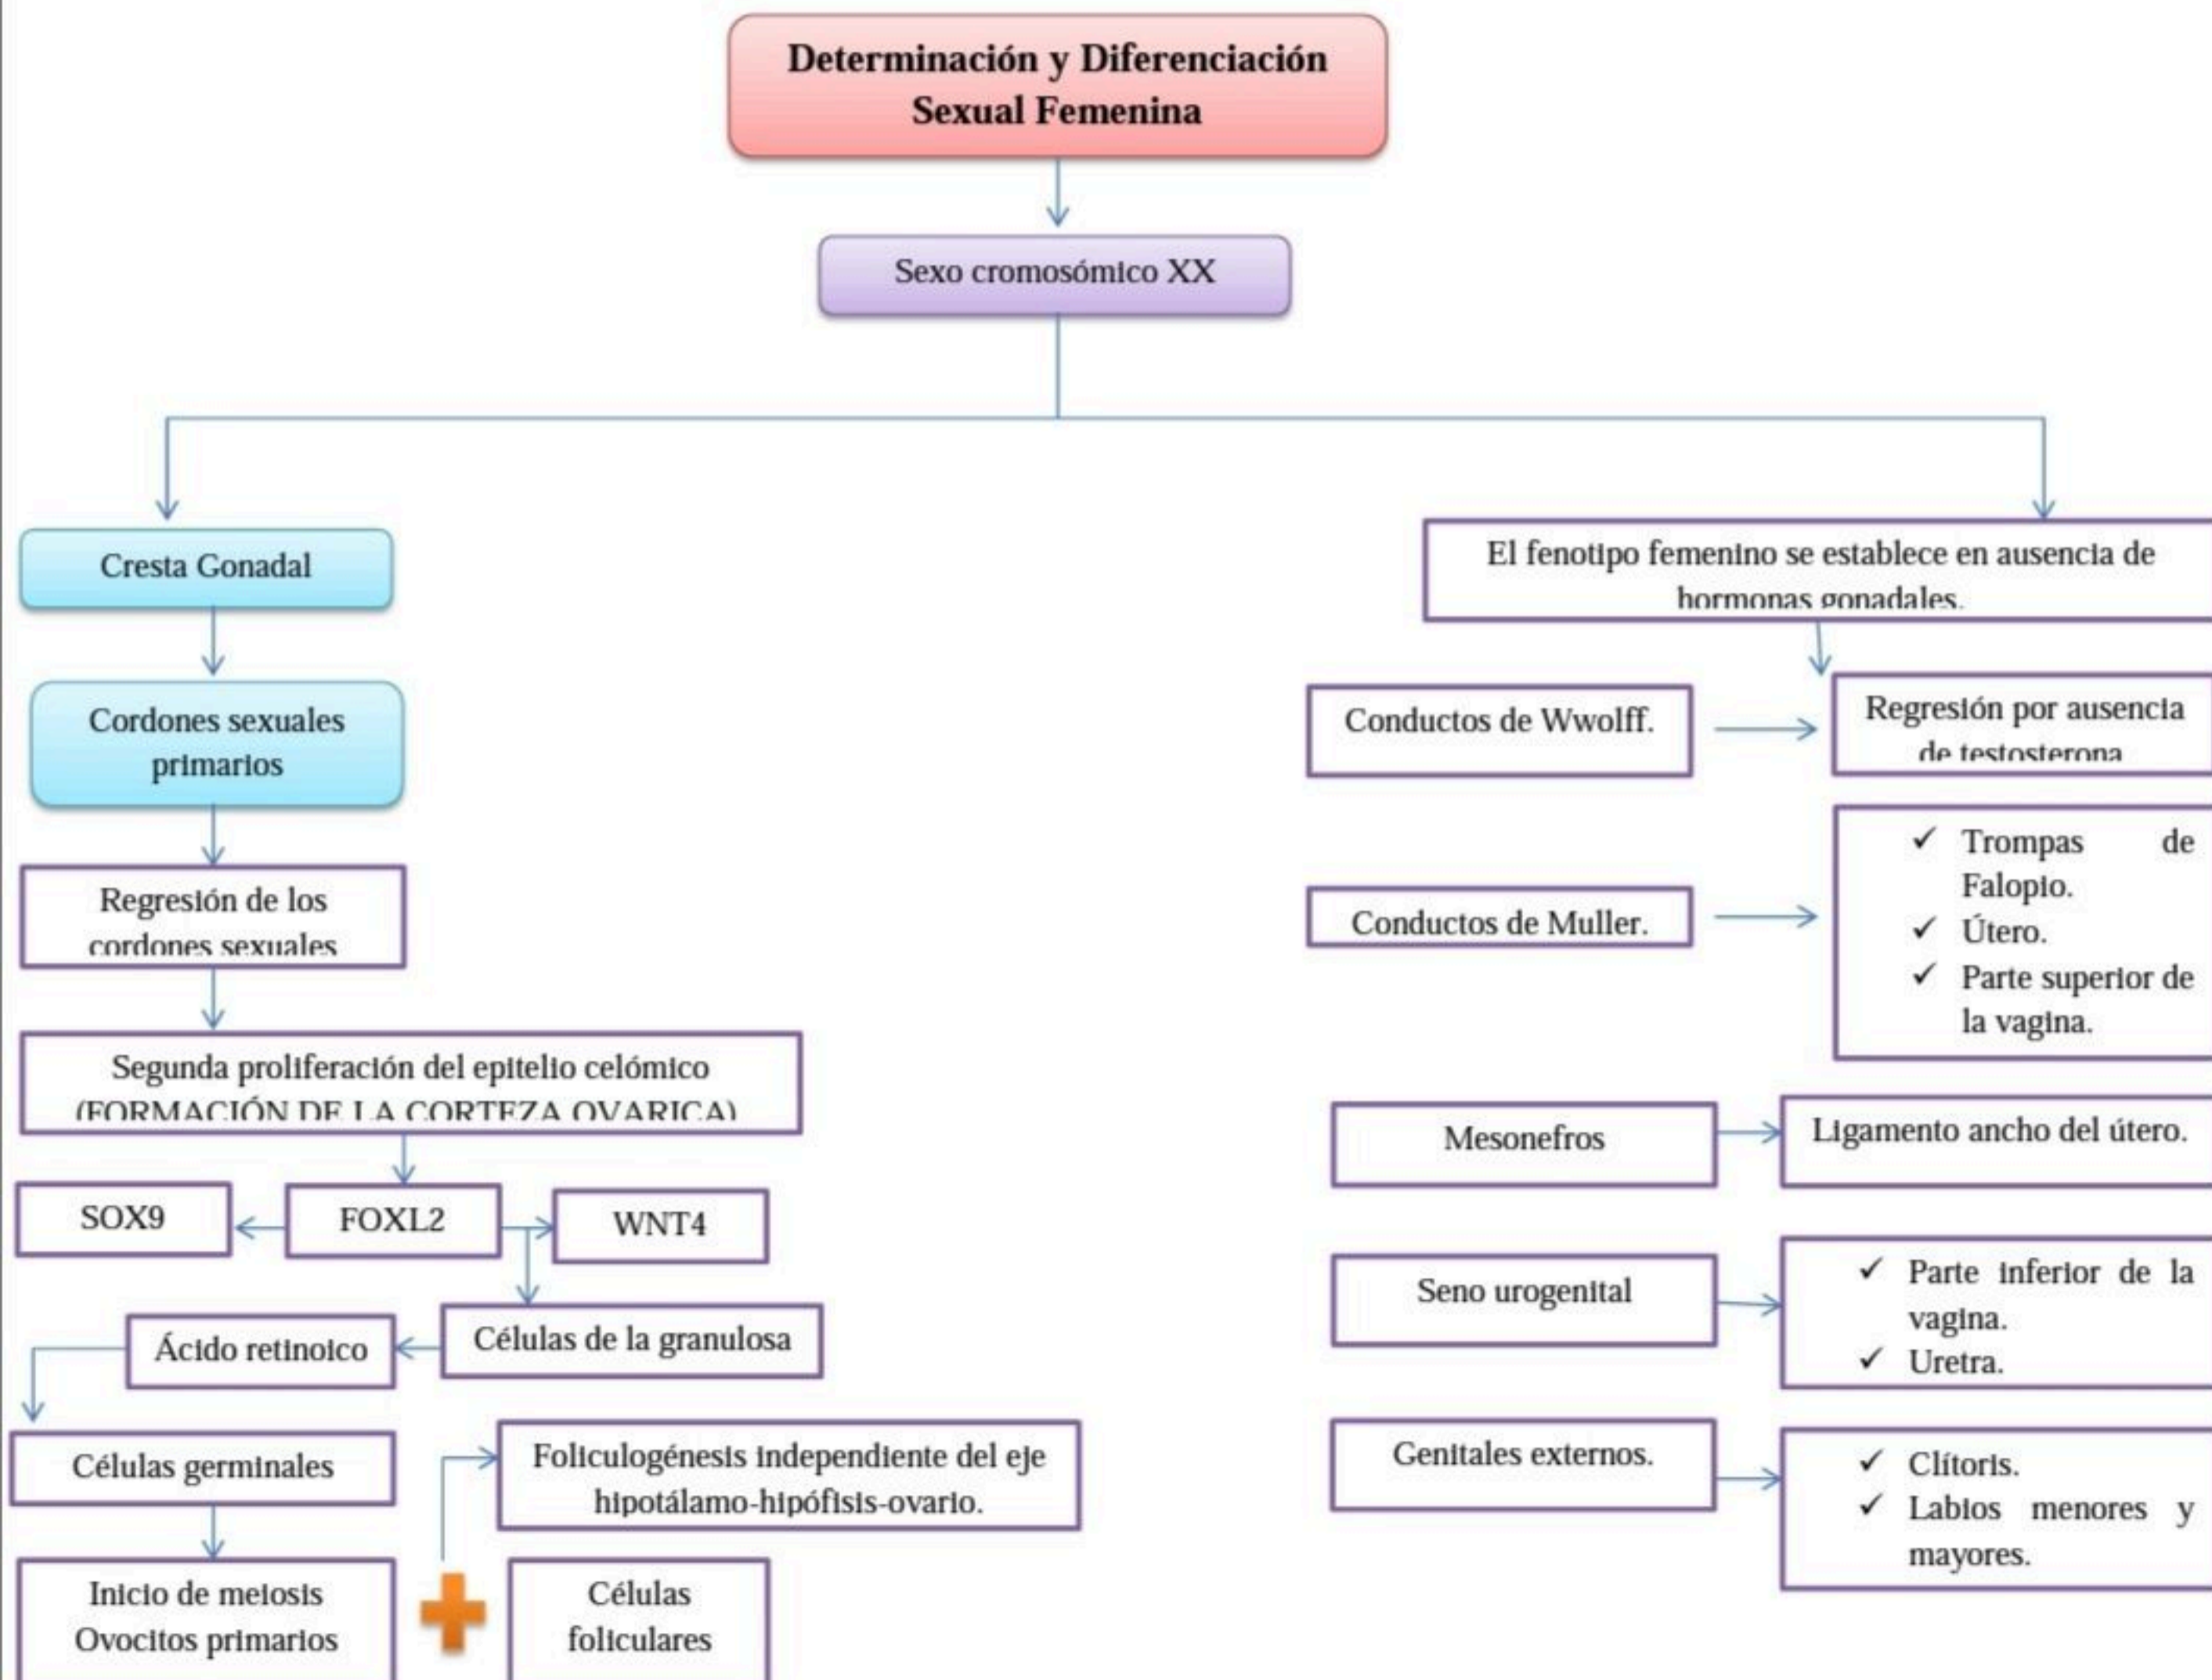 Determinación y Diferenciación
Sexual Femenina
Sexo cromosómico XX
Cresta Gonadal
Cordones sexuales
primarios
Regresión de los
cordones sexuales
Segunda proliferación del epitelio celómico
(FORMACIÓN DE LA CORTEZA OVARICA)
SOX9
FOXL2
WNT4
Células de la granulosa
Ácido retinoico
Células germinales
Foliculogénesis independiente del eje
hipotálamo-hipófisis-ovario.
Inicio de meiosis
Ovocitos primarios
Células
foliculares
El fenotipo femenino se establece en ausencia de
hormonas gonadales.
Conductos de Wwolff.
Regresión por ausencia
de testosterona
Conductos de Muller.
✓ Trompas de
Falopio.
✓ Útero.
✓ Parte superior de
la vagina.
Mesonefros
Ligamento ancho del útero.
Seno urogenital
✓ Parte inferior de la
vagina.
✓ Uretra.
Genitales externos.
✓ Clítoris.
✓ Labios menores y
mayores.